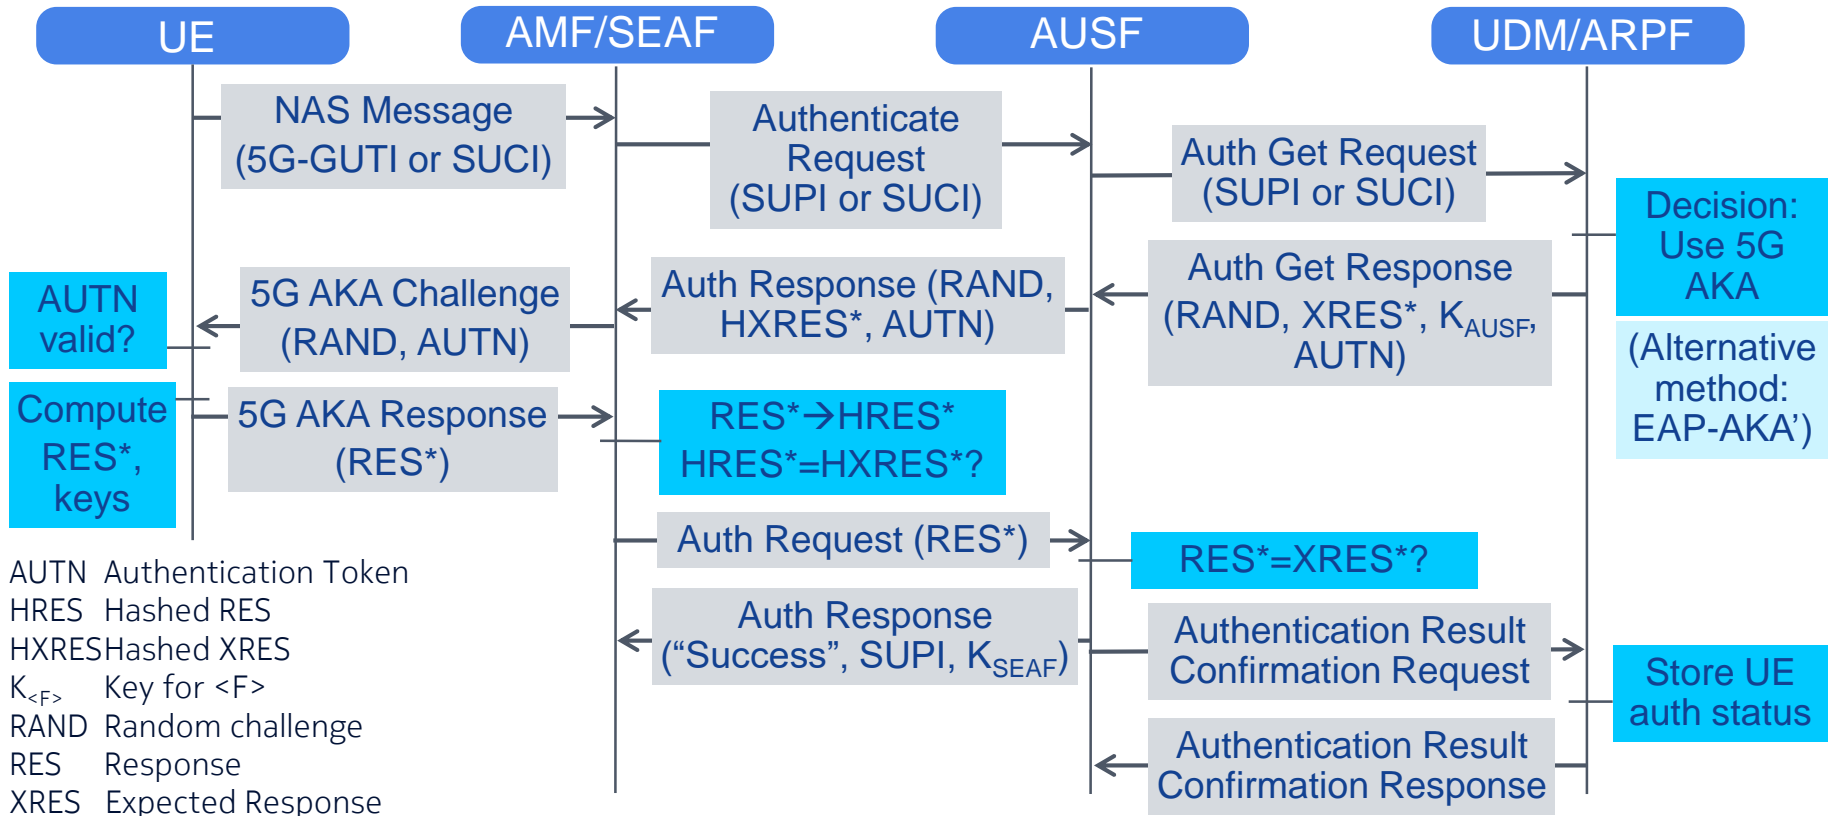 UE
AMF/SEAF
AUSF
UDM/ARPF
NAS Message
(5G-GUTI or SUCI)
Authenticate
Request
(SUPI or SUCI)
Auth Get Request
(SUPI or SUCI)
Decision:
Use 5G
AKA
(Alternative
method:
EAP-AKA’)
Auth Get Response
(RAND, XRES*, KAUSF,
AUTN)
Auth Response (RAND,
HXRES*, AUTN)
5G AKA Challenge
(RAND, AUTN)
AUTN
valid?
Compute
RES*,
keys
5G AKA Response
(RES*)
RES*→HRES*
HRES*=HXRES*?
Auth Request (RES*)
RES*=XRES*?
Auth Response
(“Success”, SUPI, KSEAF)
Authentication Result
Confirmation Request
Store UE
auth status
Authentication Result
Confirmation Response
AUTN Authentication Token
HRES Hashed RES
HXRES Hashed XRES
K<F> Key for <F>
RAND Random challenge
RES Response
XRES Expected Response